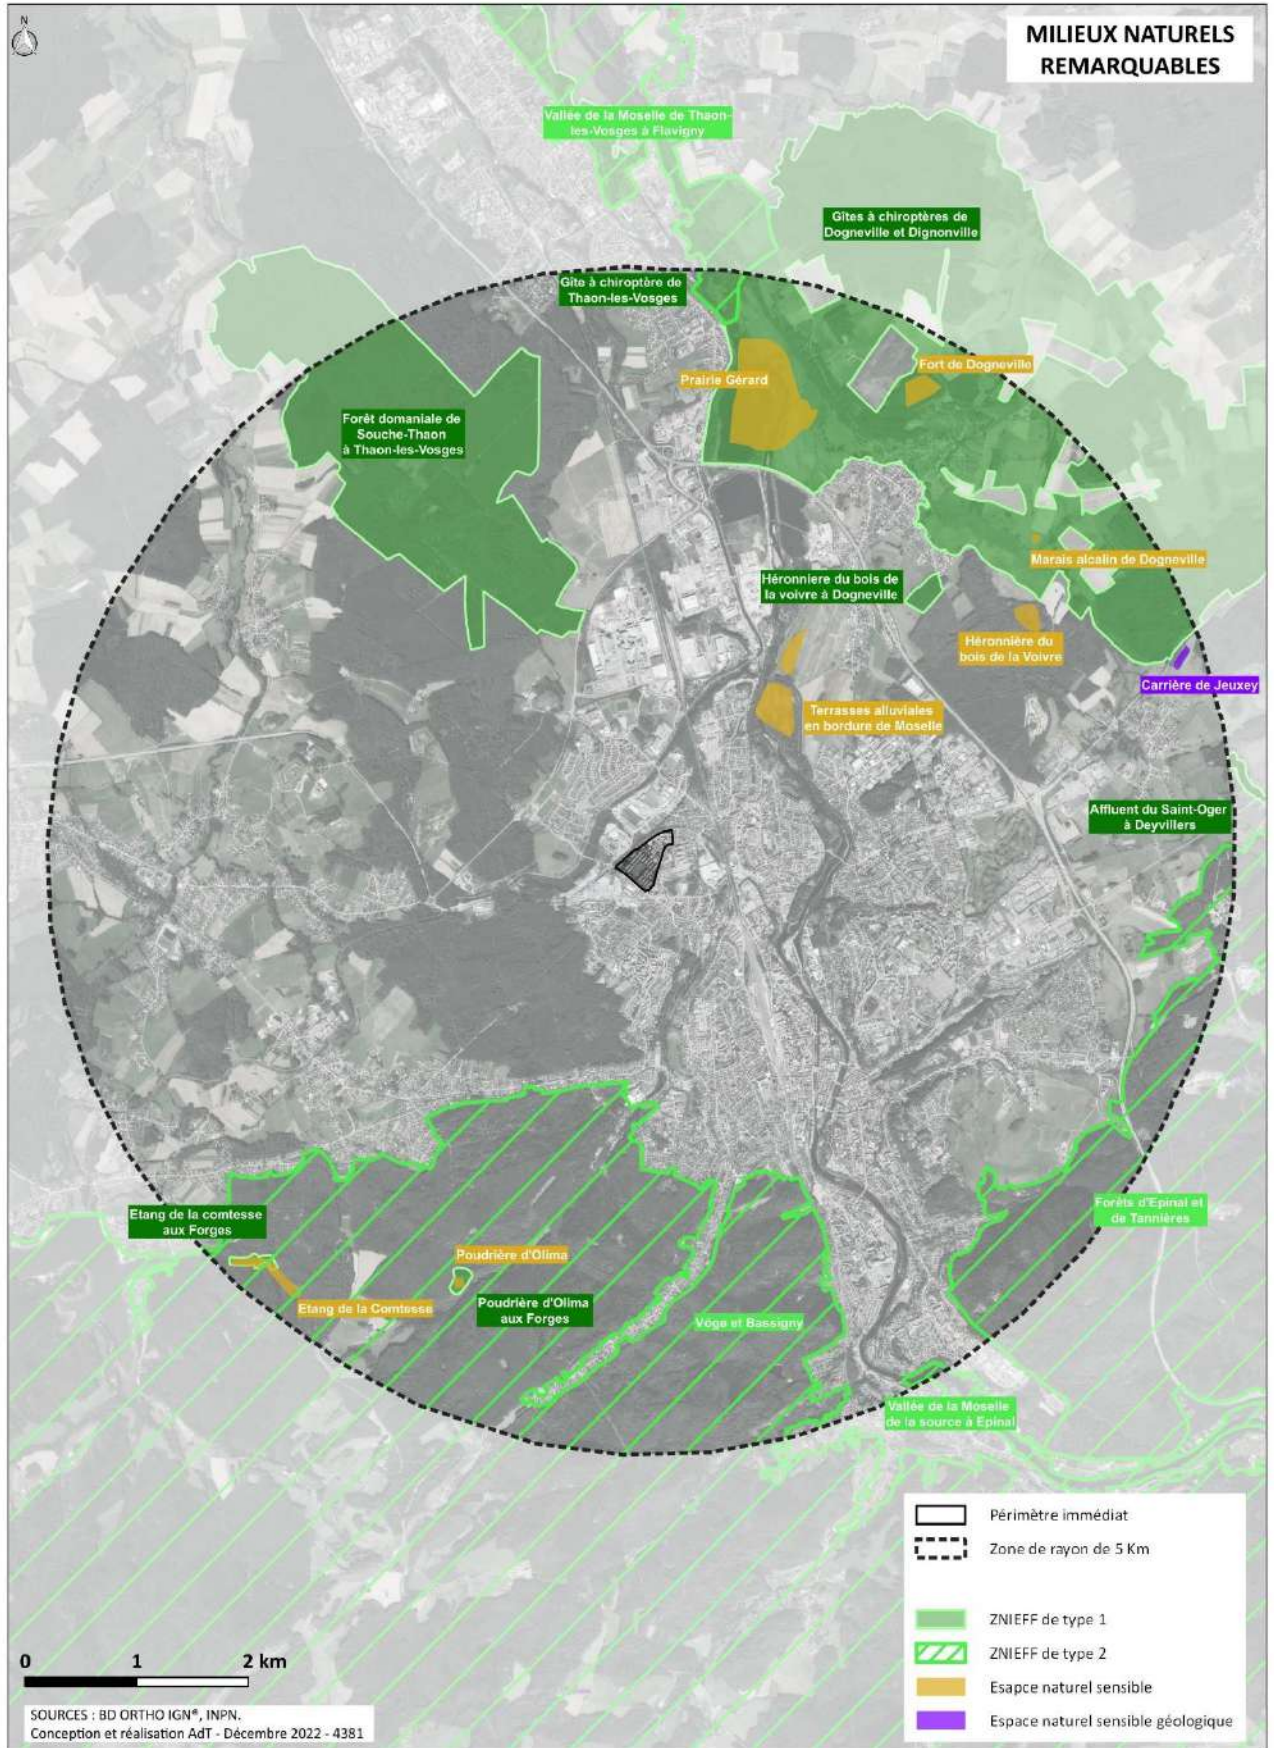 N
MILIEUX NATURELS
REMARQUABLES
Vallée de la Moselle de Thaon-
les-Vosges à Flavigny
Gîtes à chiroptères de
Dogneville et Dignonville
Gîte à chiroptère de
Thaon-les-Vosges
Prairie Gérard
Fort de Dogneville
Forêt domaniale de
Souche-Thaon
à Thaon-les-Vosges
Marais alcalin de Dogneville
Héronniere du bois de
la voivre à Dogneville
Héronnière du
bois de la Voivre
Carrière de Jeuxey
Terrasses alluviales
en bordure de Moselle
Affluent du Saint-Oger
à Deyvillers
Etang de la comtesse
aux Forges
Forêts d'Epinal et
de Tannières
Poudrière d'Olima
Etang de la Comtesse
Poudrière d'Olima
aux Forges
Vôge et Bassigny
Vallée de la Moselle
de la source à Epinal
Périmètre immédiat
Zone de rayon de 5 Km
ZNIEFF de type 1
ZNIEFF de type 2
Esapce naturel sensible
Espace naturel sensible géologique
0 1 2 km
SOURCES : BD ORTHO IGN®, INPN.
Conception et réalisation AdT - Décembre 2022 - 4381